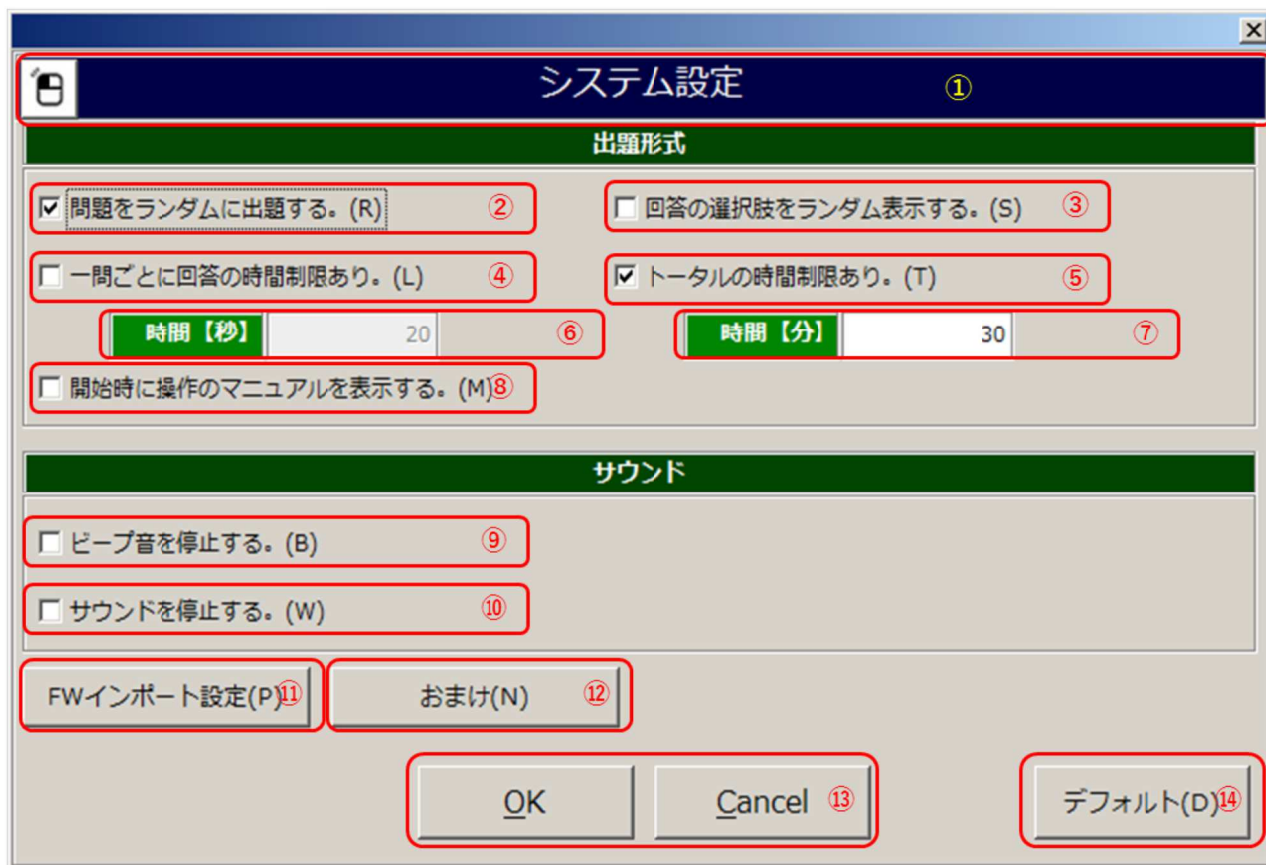 システム設定 ①
出題形式
問題をランダムに出題する。(R) ② 回答の選択肢をランダム表示する。(S) ③
一問ごとに回答の時間制限あり。(L) ④ トータルの時間制限あり。(T) ⑤
時間【秒】 20 ⑥ 時間【分】 30 ⑦
開始時に操作のマニュアルを表示する。(M) ⑧
サウンド
ビープ音を停止する。(B) ⑨
サウンドを停止する。(W) ⑩
FWインポート設定(P) ⑪ おまけ(N) ⑫
OK Cancel ⑬ デフォルト(D) ⑭